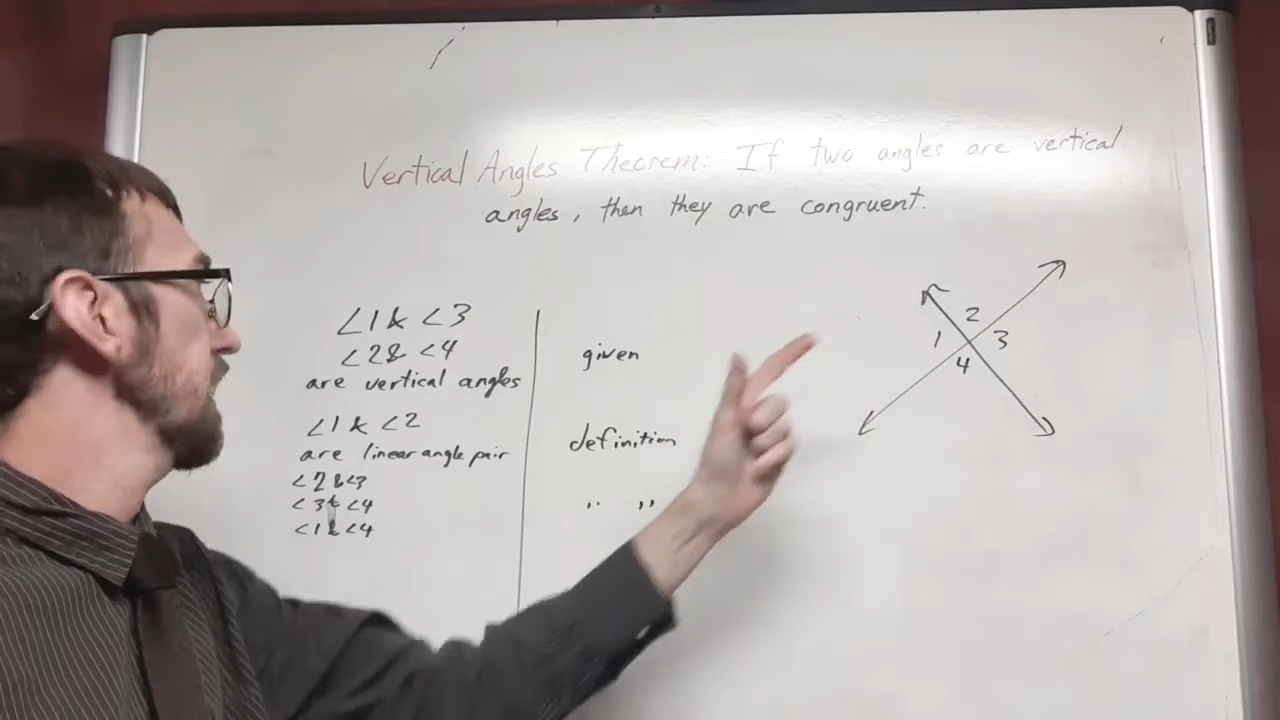 Vertical Angles Theorem: If two angles are vertical
angles, then they are congruent.
<1 & <3
<2 & <4
are vertical angles
given
<1 & <2
are linear angle pair
definition
<2 & <3
<3 & <4
<1 & <4
" "
2
1
3
4